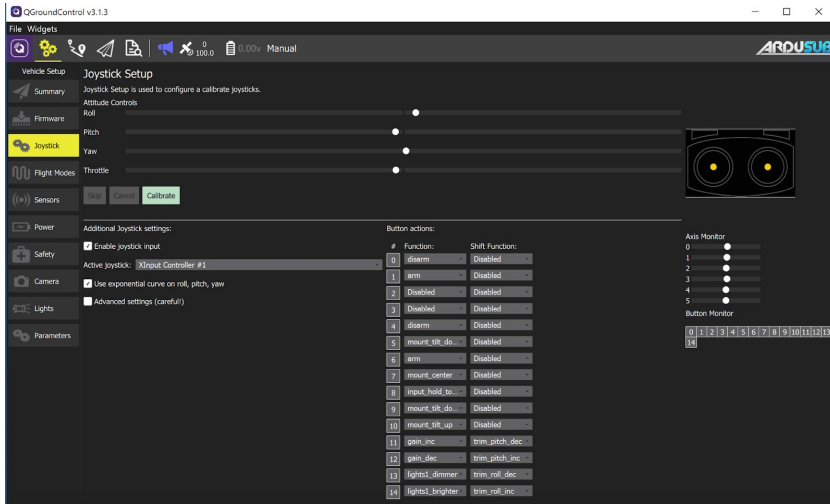 QGroundControl v3.1.3
File Widgets
0
100.0
0.00v
Manual
ARDUSUB
Vehicle Setup
Summary
Firmware
Joystick
Flight Modes
Sensors
Power
Safety
Camera
Lights
Parameters
Joystick Setup
Joystick Setup is used to configure a calibrate joysticks.
Attitude Controls
Roll
Pitch
Yaw
Throttle
Skip Cancel Calibrate
Additional Joystick settings:
Enable joystick input
Active joystick: XInput Controller #1
Use exponential curve on roll, pitch, yaw
Advanced settings (careful!)
Button actions:
# Function: Shift Function:
0 disarm Disabled
1 arm Disabled
2 Disabled Disabled
3 Disabled Disabled
4 disarm Disabled
5 mount_tilt_do... Disabled
6 arm Disabled
7 mount_center Disabled
8 input_hold_to... Disabled
9 mount_tilt_do... Disabled
10 mount_tilt_up Disabled
11 gain_inc trim_pitch_dec
12 gain_dec trim_pitch_inc
13 lights1_dimmer trim_roll_dec
14 lights1_brighter trim_roll_inc
Axis Monitor
0
1
2
3
4
5
Button Monitor
0 1 2 3 4 5 6 7 8 9 10 11 12 13
14